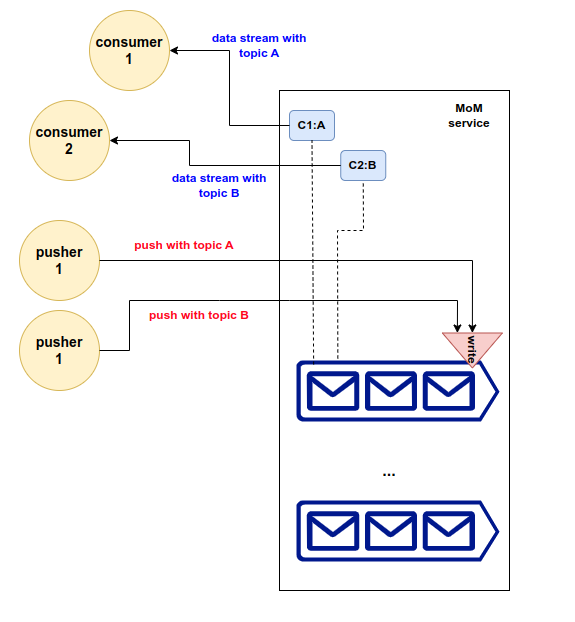 consumer
1
data stream with
topic A
MoM
service
C1:A
consumer
2
C2:B
data stream with
topic B
pusher
1
push with topic A
push with topic B
pusher
1
write
...